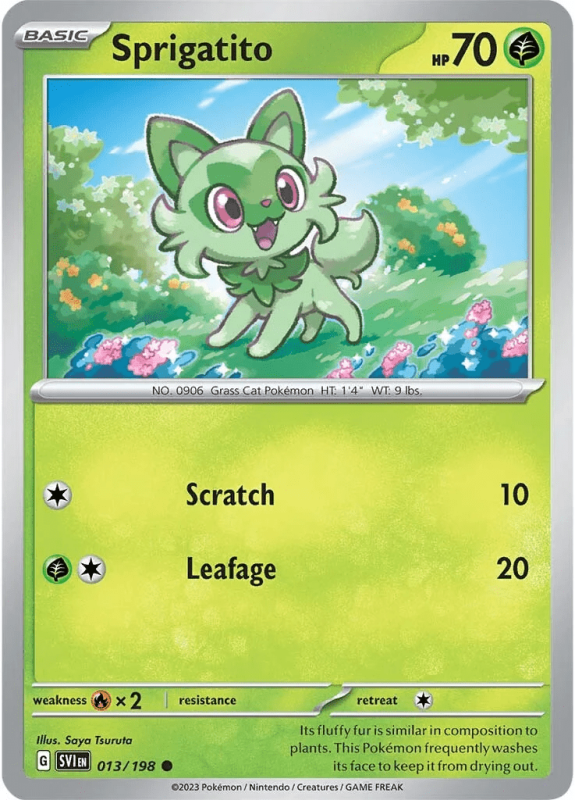 BASIC Sprigatito HP 70
NO. 0906 Grass Cat Pokémon HT: 1'4" WT: 9 lbs.
Scratch 10
Leafage 20
weakness ×2 resistance retreat
Illus. Saya Tsuruta
Its fluffy fur is similar in composition to
plants. This Pokémon frequently washes
its face to keep it from drying out.
G SVI EN 013/198
©2023 Pokémon / Nintendo / Creatures / GAME FREAK